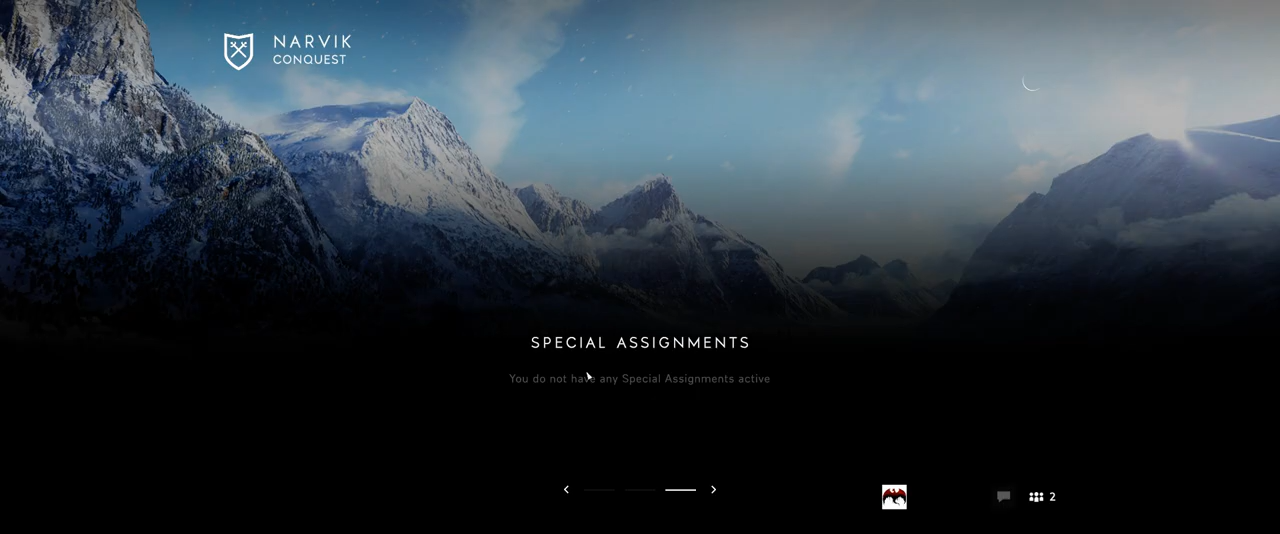 NARVIK
CONQUEST
SPECIAL ASSIGNMENTS
You do not have any Special Assignments active
2